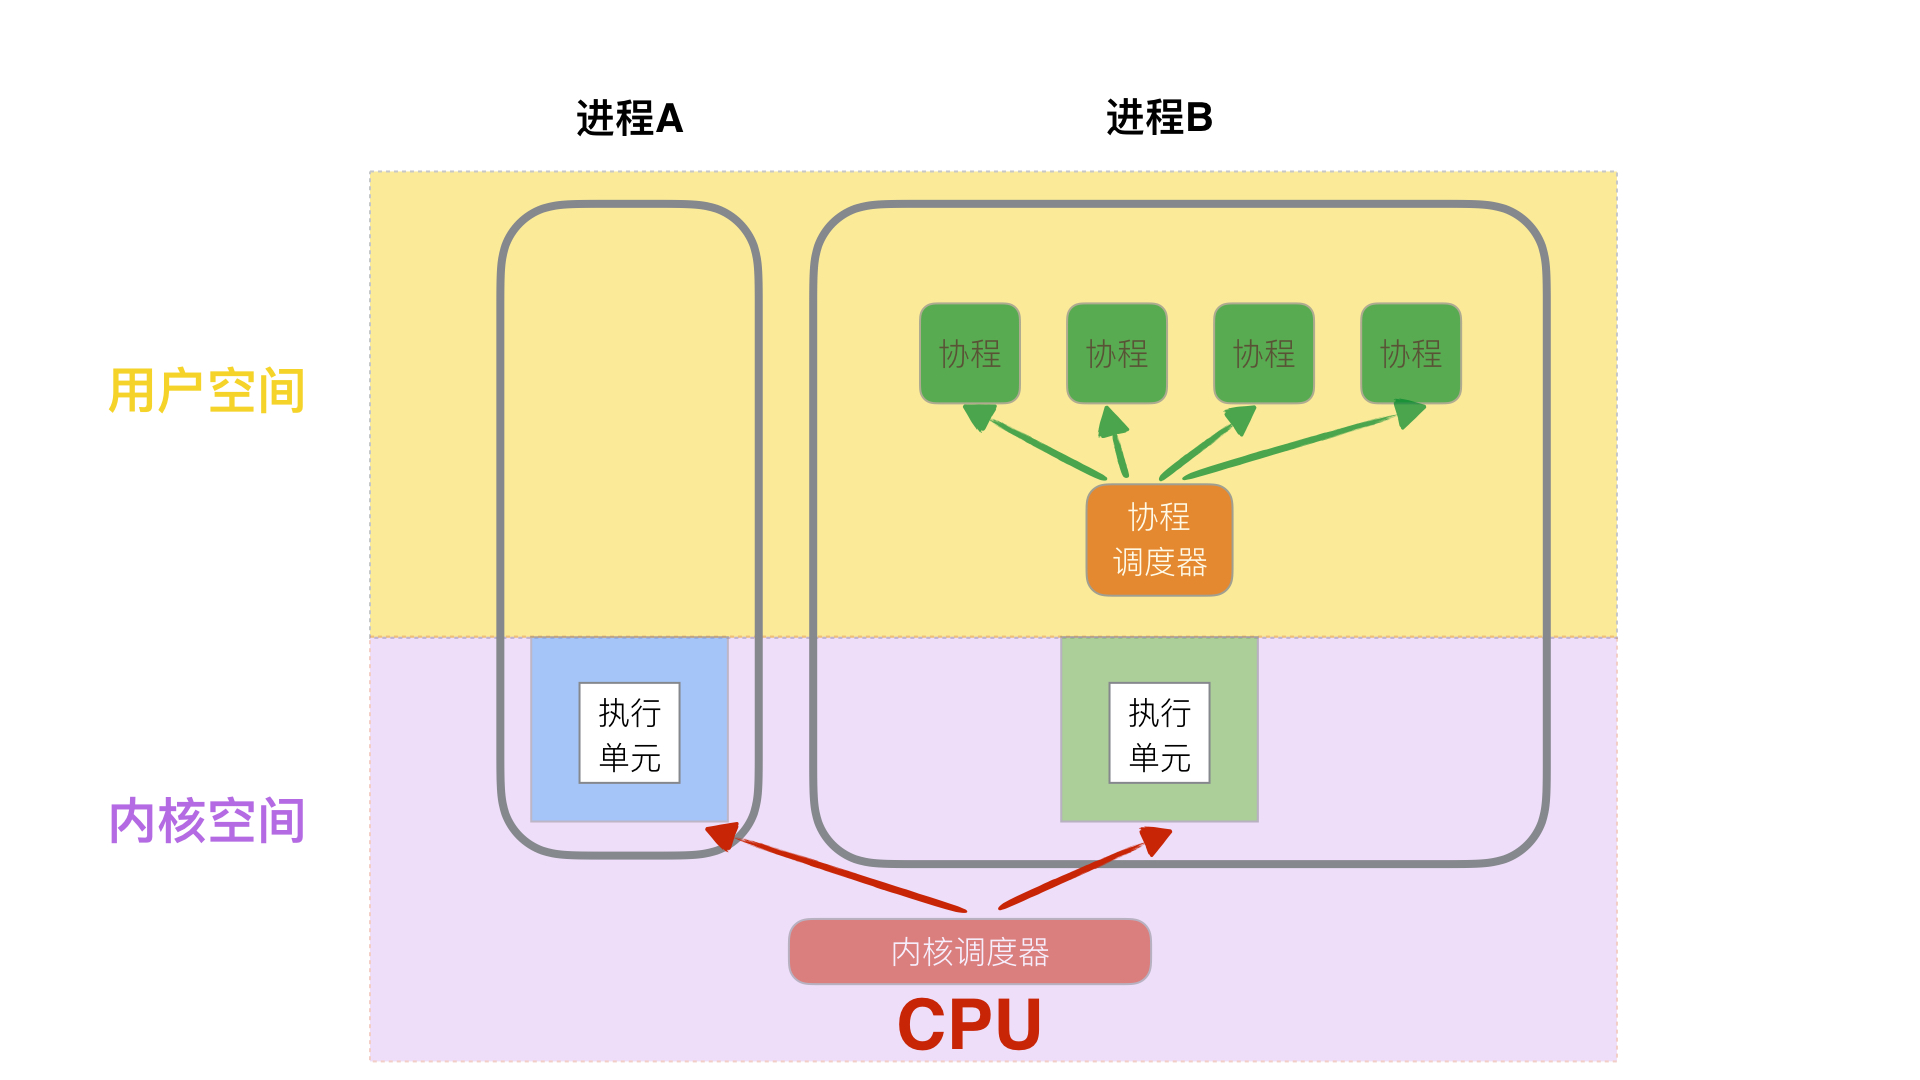 进程A
进程B
用户空间
协程
协程
协程
协程
协程
调度器
执行
单元
执行
单元
内核空间
内核调度器
CPU